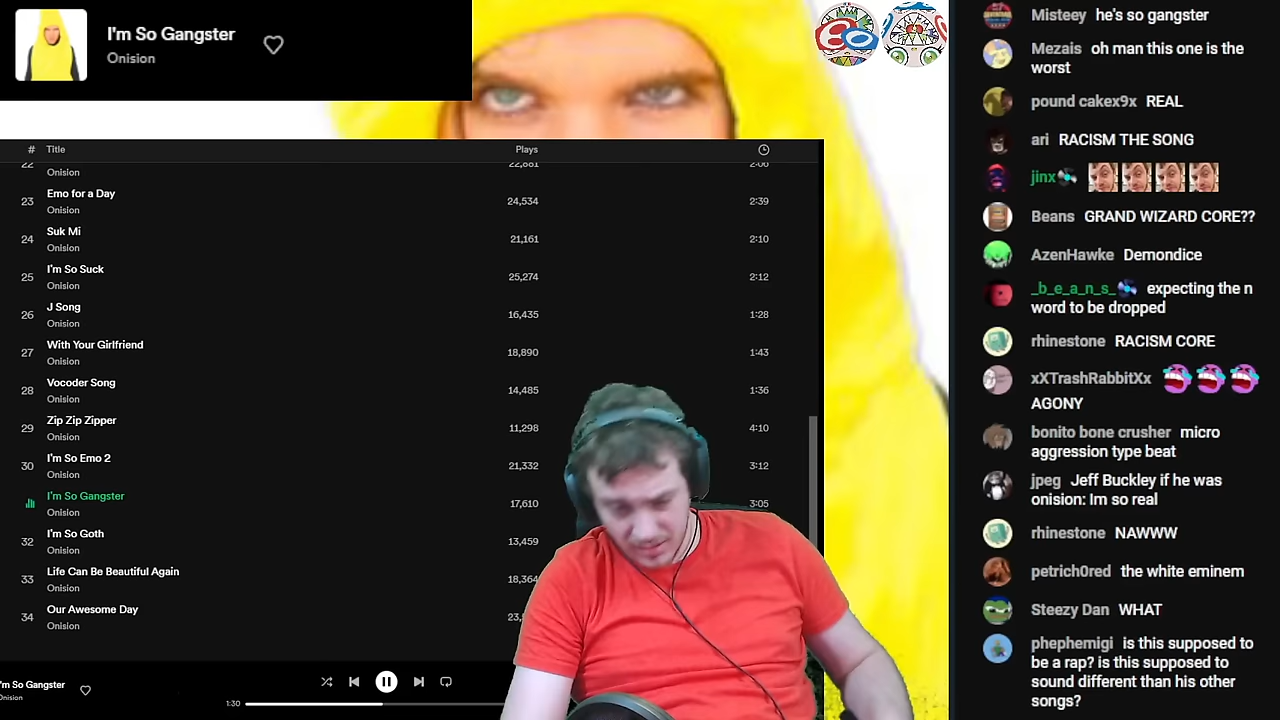 I'm So Gangster
Onision
# Title Plays
22 22,881 2:00
Onision
23 Emo for a Day 24,534 2:39
Onision
24 Suk Mi 21,161 2:10
Onision
25 I'm So Suck 25,274 2:12
Onision
26 J Song 16,435 1:28
Onision
27 With Your Girlfriend 18,890 1:43
Onision
28 Vocoder Song 14,485 1:36
Onision
29 Zip Zip Zipper 11,298 4:10
Onision
30 I'm So Emo 2 21,332 3:12
Onision
I'm So Gangster 17,610 3:05
Onision
32 I'm So Goth 13,459
Onision
33 Life Can Be Beautiful Again 18,364
Onision
34 Our Awesome Day 23,
Onision
'm So Gangster
Onision
1:30
Misteey he's so gangster
Mezais oh man this one is the
worst
pound cakex9x REAL
ari RACISM THE SONG
jinx
Beans GRAND WIZARD CORE??
AzenHawke Demondice
_b_e_a_n_s_ expecting the n
word to be dropped
rhinestone RACISM CORE
xXTrashRabbitXx
AGONY
bonito bone crusher micro
aggression type beat
jpeg Jeff Buckley if he was
onision: Im so real
rhinestone NAWWW
petrich0red the white eminem
Steezy Dan WHAT
phephemigi is this supposed to
be a rap? is this supposed to
sound different than his other
songs?